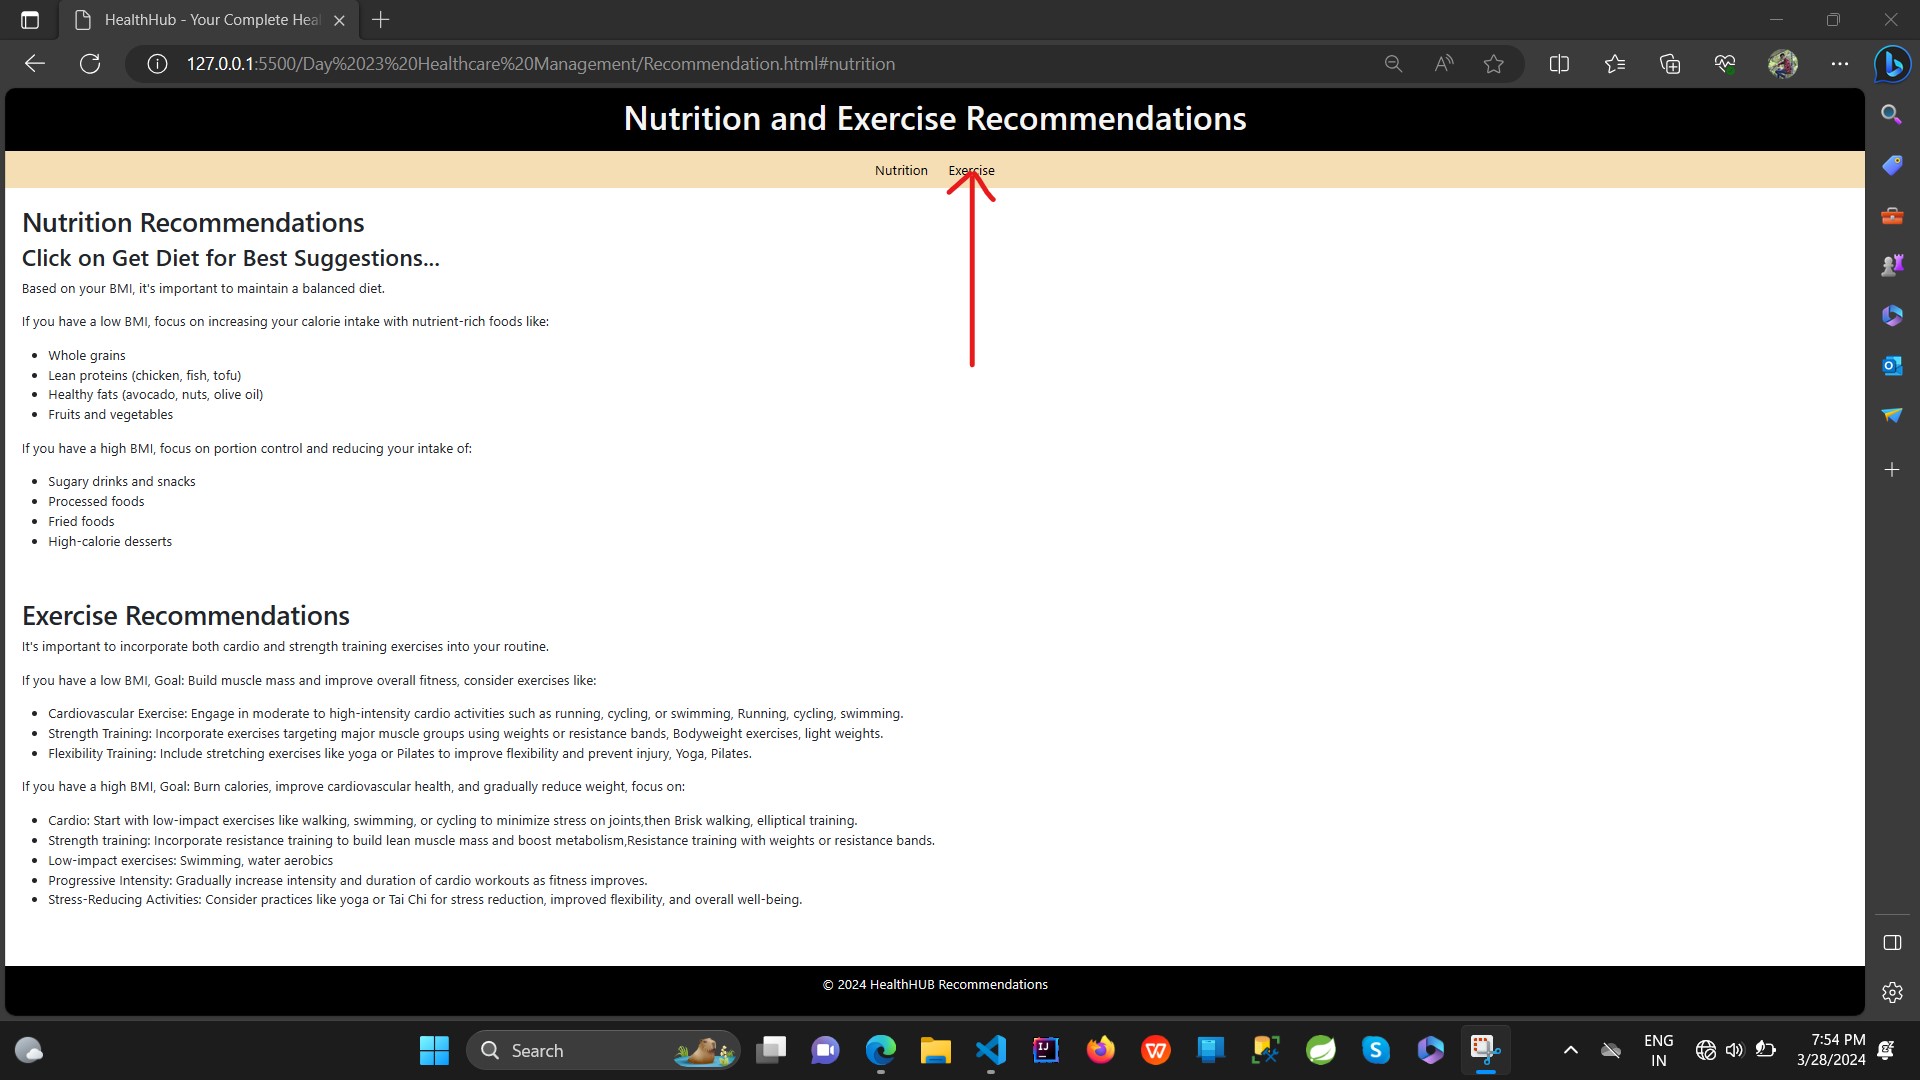 HealthHub - Your Complete Heal
127.0.0.1:5500/Day%2023%20Healthcare%20Management/Recommendation.html#nutrition
Nutrition and Exercise Recommendations
Nutrition Exercise
Nutrition Recommendations
Click on Get Diet for Best Suggestions...
Based on your BMI, it's important to maintain a balanced diet.
If you have a low BMI, focus on increasing your calorie intake with nutrient-rich foods like:
• Whole grains
• Lean proteins (chicken, fish, tofu)
• Healthy fats (avocado, nuts, olive oil)
• Fruits and vegetables
If you have a high BMI, focus on portion control and reducing your intake of:
• Sugary drinks and snacks
• Processed foods
• Fried foods
• High-calorie desserts
Exercise Recommendations
It's important to incorporate both cardio and strength training exercises into your routine.
If you have a low BMI, Goal: Build muscle mass and improve overall fitness, consider exercises like:
• Cardiovascular Exercise: Engage in moderate to high-intensity cardio activities such as running, cycling, or swimming, Running, cycling, swimming.
• Strength Training: Incorporate exercises targeting major muscle groups using weights or resistance bands, Bodyweight exercises, light weights.
• Flexibility Training: Include stretching exercises like yoga or Pilates to improve flexibility and prevent injury, Yoga, Pilates.
If you have a high BMI, Goal: Burn calories, improve cardiovascular health, and gradually reduce weight, focus on:
• Cardio: Start with low-impact exercises like walking, swimming, or cycling to minimize stress on joints,then Brisk walking, elliptical training.
• Strength training: Incorporate resistance training to build lean muscle mass and boost metabolism,Resistance training with weights or resistance bands.
• Low-impact exercises: Swimming, water aerobics
• Progressive Intensity: Gradually increase intensity and duration of cardio workouts as fitness improves.
• Stress-Reducing Activities: Consider practices like yoga or Tai Chi for stress reduction, improved flexibility, and overall well-being.
© 2024 HealthHUB Recommendations
Search
ENG
IN
7:54 PM
3/28/2024